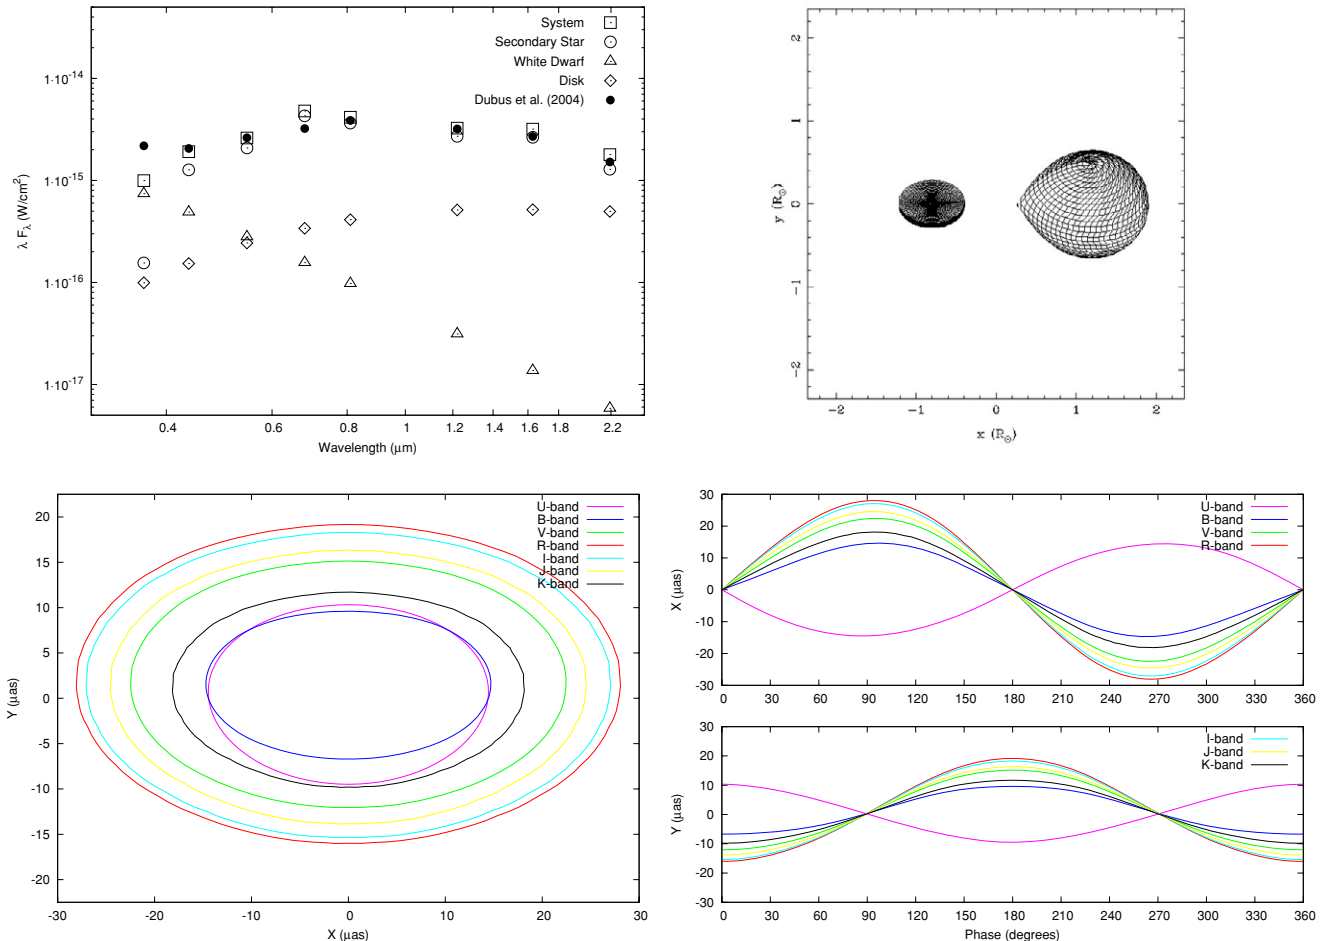 System
Secondary Star
White Dwarf
Disk
Dubus et al. (2004)
1·10⁻¹⁴
1·10⁻¹⁵
1·10⁻¹⁶
1·10⁻¹⁷
λ Fλ (W/cm²)
0.4 0.6 0.8 1 1.2 1.4 1.6 1.8 2.2
Wavelength (μm)
2
1
0
−1
−2
y (R⊙)
−2 −1 0 1 2
x (R⊙)
U-band
B-band
V-band
R-band
I-band
J-band
K-band
20
15
10
5
0
-5
-10
-15
-20
Y (μas)
-30 -20 -10 0 10 20 30
X (μas)
U-band
B-band
V-band
R-band
30
20
10
0
-10
-20
-30
X (μas)
0 30 60 90 120 150 180 210 240 270 300 330 360
I-band
J-band
K-band
30
20
10
0
-10
-20
-30
Y (μas)
0 30 60 90 120 150 180 210 240 270 300 330 360
Phase (degrees)